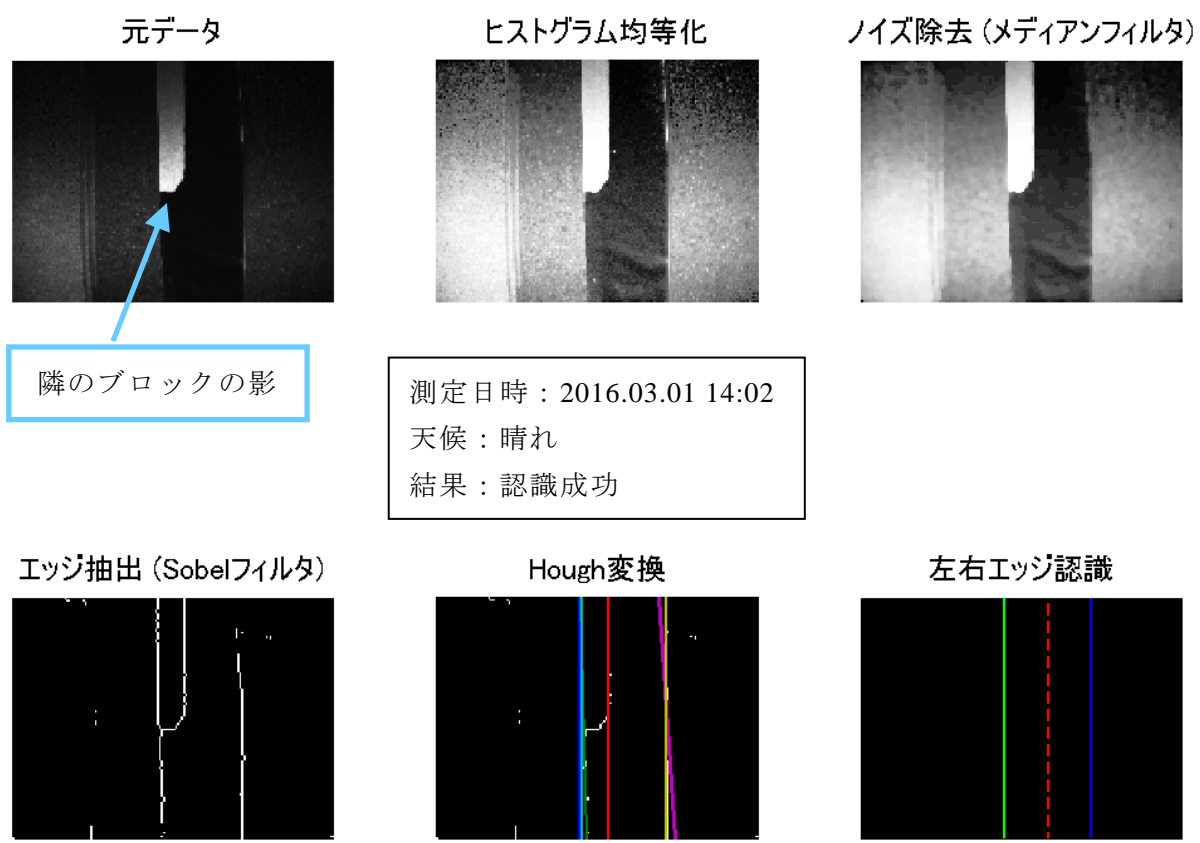 元データ
ヒストグラム均等化
ノイズ除去(メディアンフィルタ)
隣のブロックの影
測定日時：2016.03.01 14:02
天候：晴れ
結果：認識成功
エッジ抽出(Sobelフィルタ)
Hough変換
左右エッジ認識